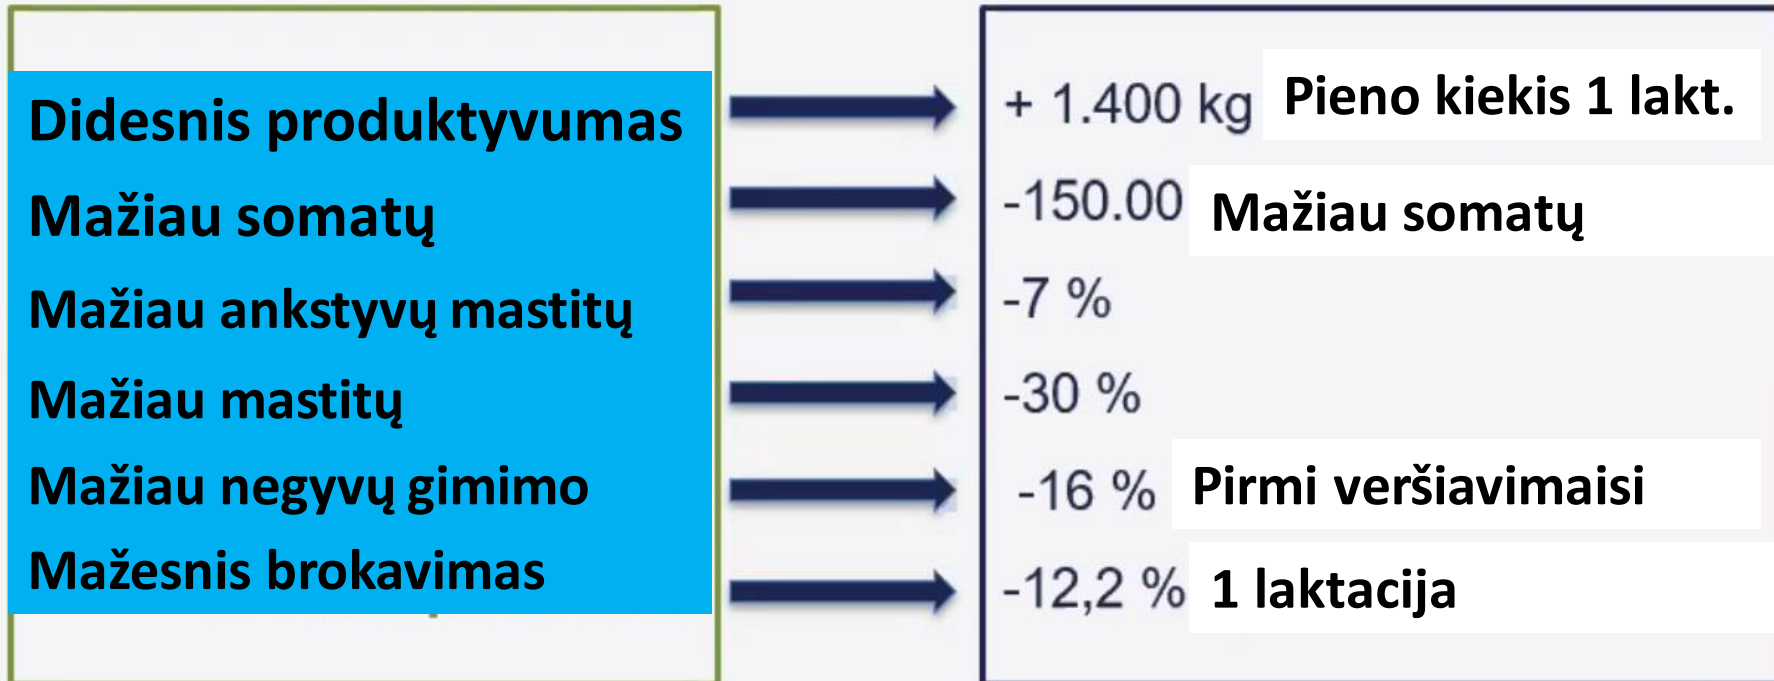 Didesnis produktyvumas + 1.400 kg Pieno kiekis 1 lakt.
Mažiau somatų -150.00 Mažiau somatų
Mažiau ankstyvų mastitų -7 %
Mažiau mastitų -30 %
Mažiau negyvų gimimo -16 % Pirmi veršiavimaisi
Mažesnis brokavimas -12,2 % 1 laktacija